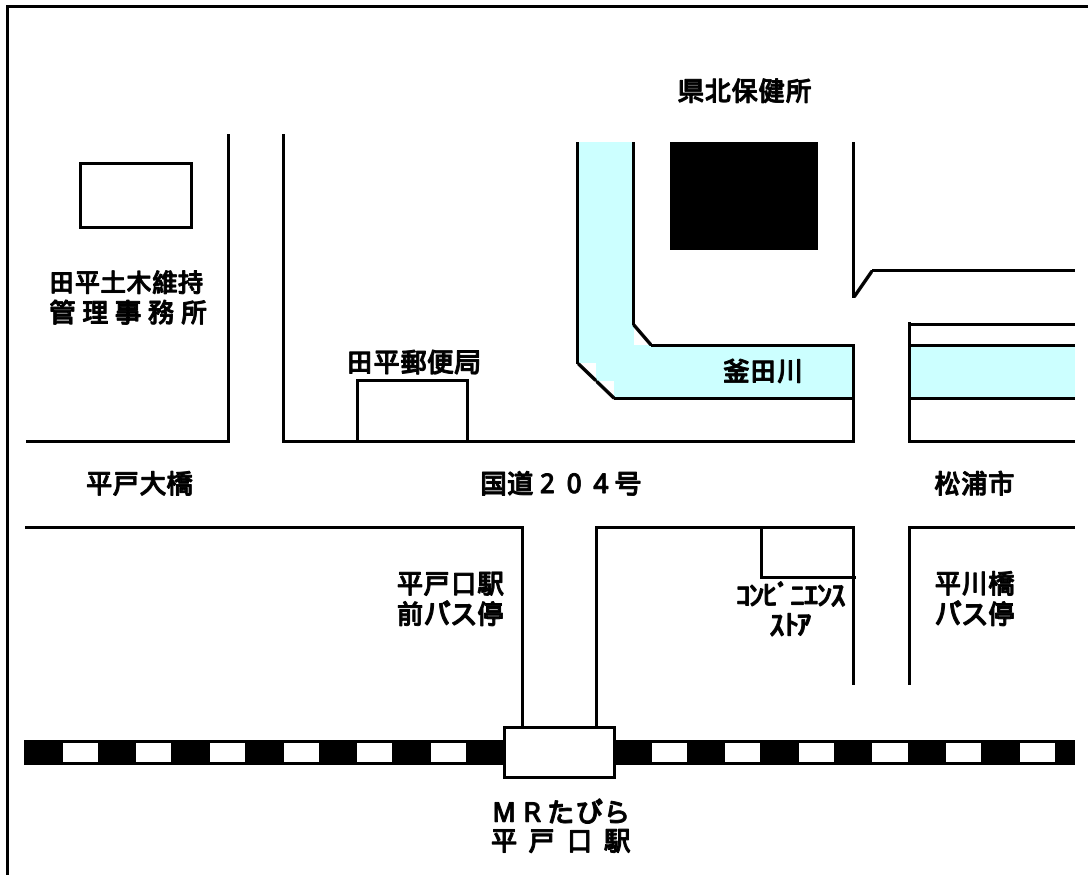 県北保健所
田平土木維持
管理事務所
田平郵便局
釜田川
平戸大橋
国道２０４号
松浦市
平戸口駅
前バス停
ｺﾝﾋﾞﾆｴﾝｽ
ｽﾄｱ
平川橋
バス停
ＭＲたびら
平戸口駅